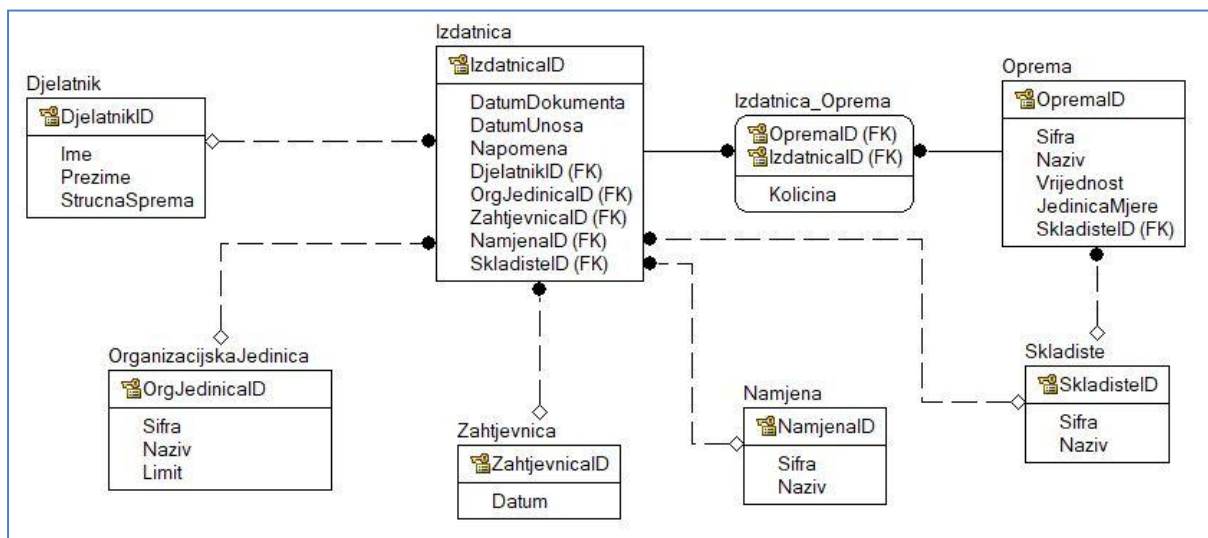 Djelatnik
DjelatnikID
Ime
Prezime
StrucnaSprema
Izdatnica
IzdatnicaID
DatumDokumenta
DatumUnosa
Napomena
DjelatnikID (FK)
OrgJedinicaID (FK)
ZahtjevnicaID (FK)
NamjenaID (FK)
SkladisteID (FK)
Izdatnica_Oprema
OpremaID (FK)
IzdatnicaID (FK)
Kolicina
Oprema
OpremaID
Sifra
Naziv
Vrijednost
JedinicaMjere
SkladisteID (FK)
OrganizacijskaJedinica
OrgJedinicaID
Sifra
Naziv
Limit
Zahtjevnica
ZahtjevnicaID
Datum
Namjena
NamjenaID
Sifra
Naziv
Skladiste
SkladisteID
Sifra
Naziv